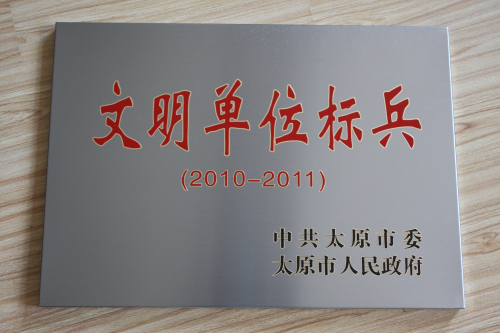 文明单位标兵
(2010-2011)
中共太原市委
太原市人民政府